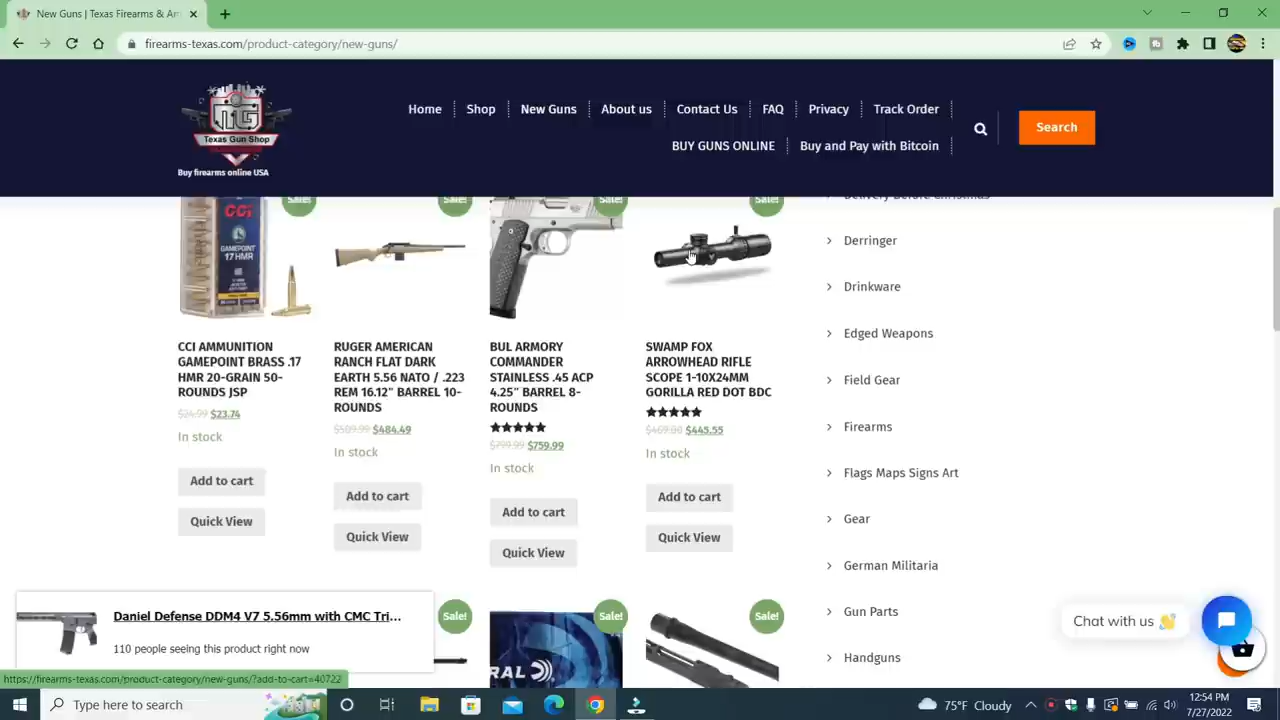 New Guns | Texas Firearms & Am
firearms-texas.com/product-category/new-guns/
Texas Gun Shop
Buy firearms online USA
Home
Shop
New Guns
About us
Contact Us
FAQ
Privacy
Track Order
BUY GUNS ONLINE
Buy and Pay with Bitcoin
Search
Sale!
Sale!
Sale!
Sale!
CCI
GAMEPOINT
17 HMR
CCI AMMUNITION
GAMEPOINT BRASS .17
HMR 20-GRAIN 50-
ROUNDS JSP
$24.99 $23.74
In stock
Add to cart
Quick View
RUGER AMERICAN
RANCH FLAT DARK
EARTH 5.56 NATO / .223
REM 16.12" BARREL 10-
ROUNDS
$509.99 $484.49
In stock
Add to cart
Quick View
BUL ARMORY
COMMANDER
STAINLESS .45 ACP
4.25" BARREL 8-
ROUNDS
$799.99 $759.99
In stock
Add to cart
Quick View
SWAMP FOX
ARROWHEAD RIFLE
SCOPE 1-10X24MM
GORILLA RED DOT BDC
$469.00 $445.55
In stock
Add to cart
Quick View
Delivery Before Christmas
Derringer
Drinkware
Edged Weapons
Field Gear
Firearms
Flags Maps Signs Art
Gear
German Militaria
Gun Parts
Handguns
Sale!
Sale!
Sale!
RAL
Daniel Defense DDM4 V7 5.56mm with CMC Tri...
110 people seeing this product right now
Chat with us 👋
https://firearms-texas.com/product-category/new-guns/?add-to-cart=40722
Type here to search
75°F Cloudy
12:54 PM
7/27/2022